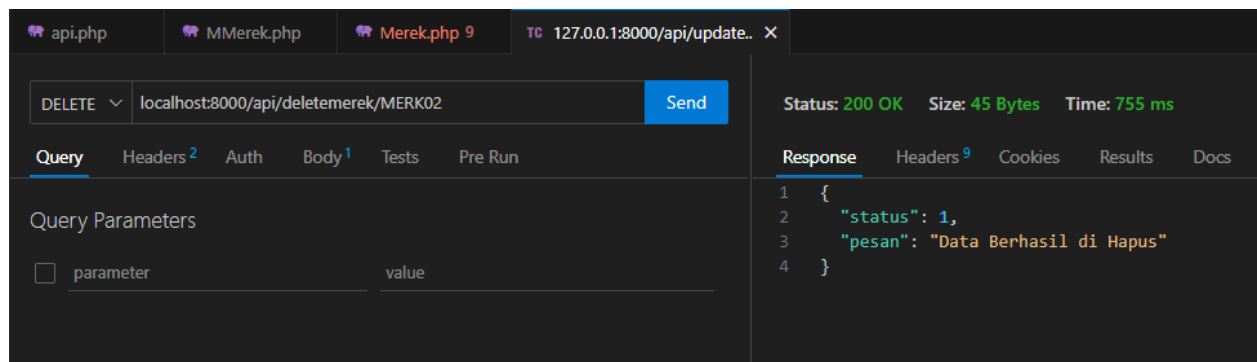 api.php MMerek.php Merek.php 9 TC 127.0.0.1:8000/api/update..
DELETE localhost:8000/api/deletemerek/MERK02 Send
Status: 200 OK Size: 45 Bytes Time: 755 ms
Query Headers 2 Auth Body 1 Tests Pre Run
Response Headers 9 Cookies Results Docs
Query Parameters
parameter value
1 {
2 "status": 1,
3 "pesan": "Data Berhasil di Hapus"
4 }